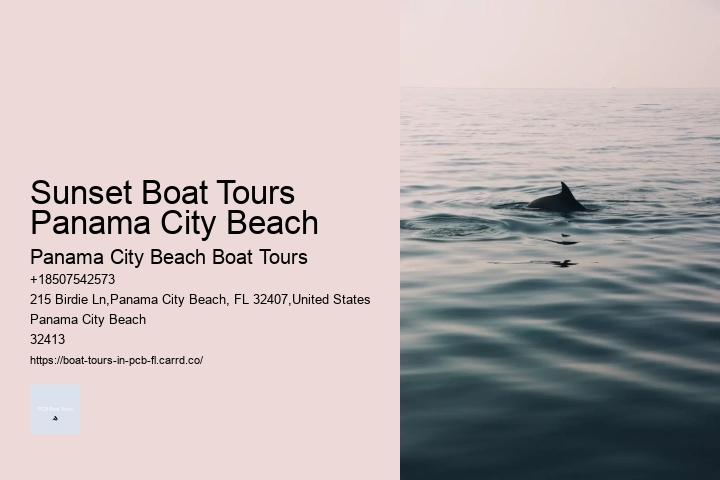 Sunset Boat Tours
Panama City Beach
Panama City Beach Boat Tours
+18507542573
215 Birdie Ln,Panama City Beach, FL 32407,United States
Panama City Beach
32413
https://boat-tours-in-pcb-fl.carrd.co/